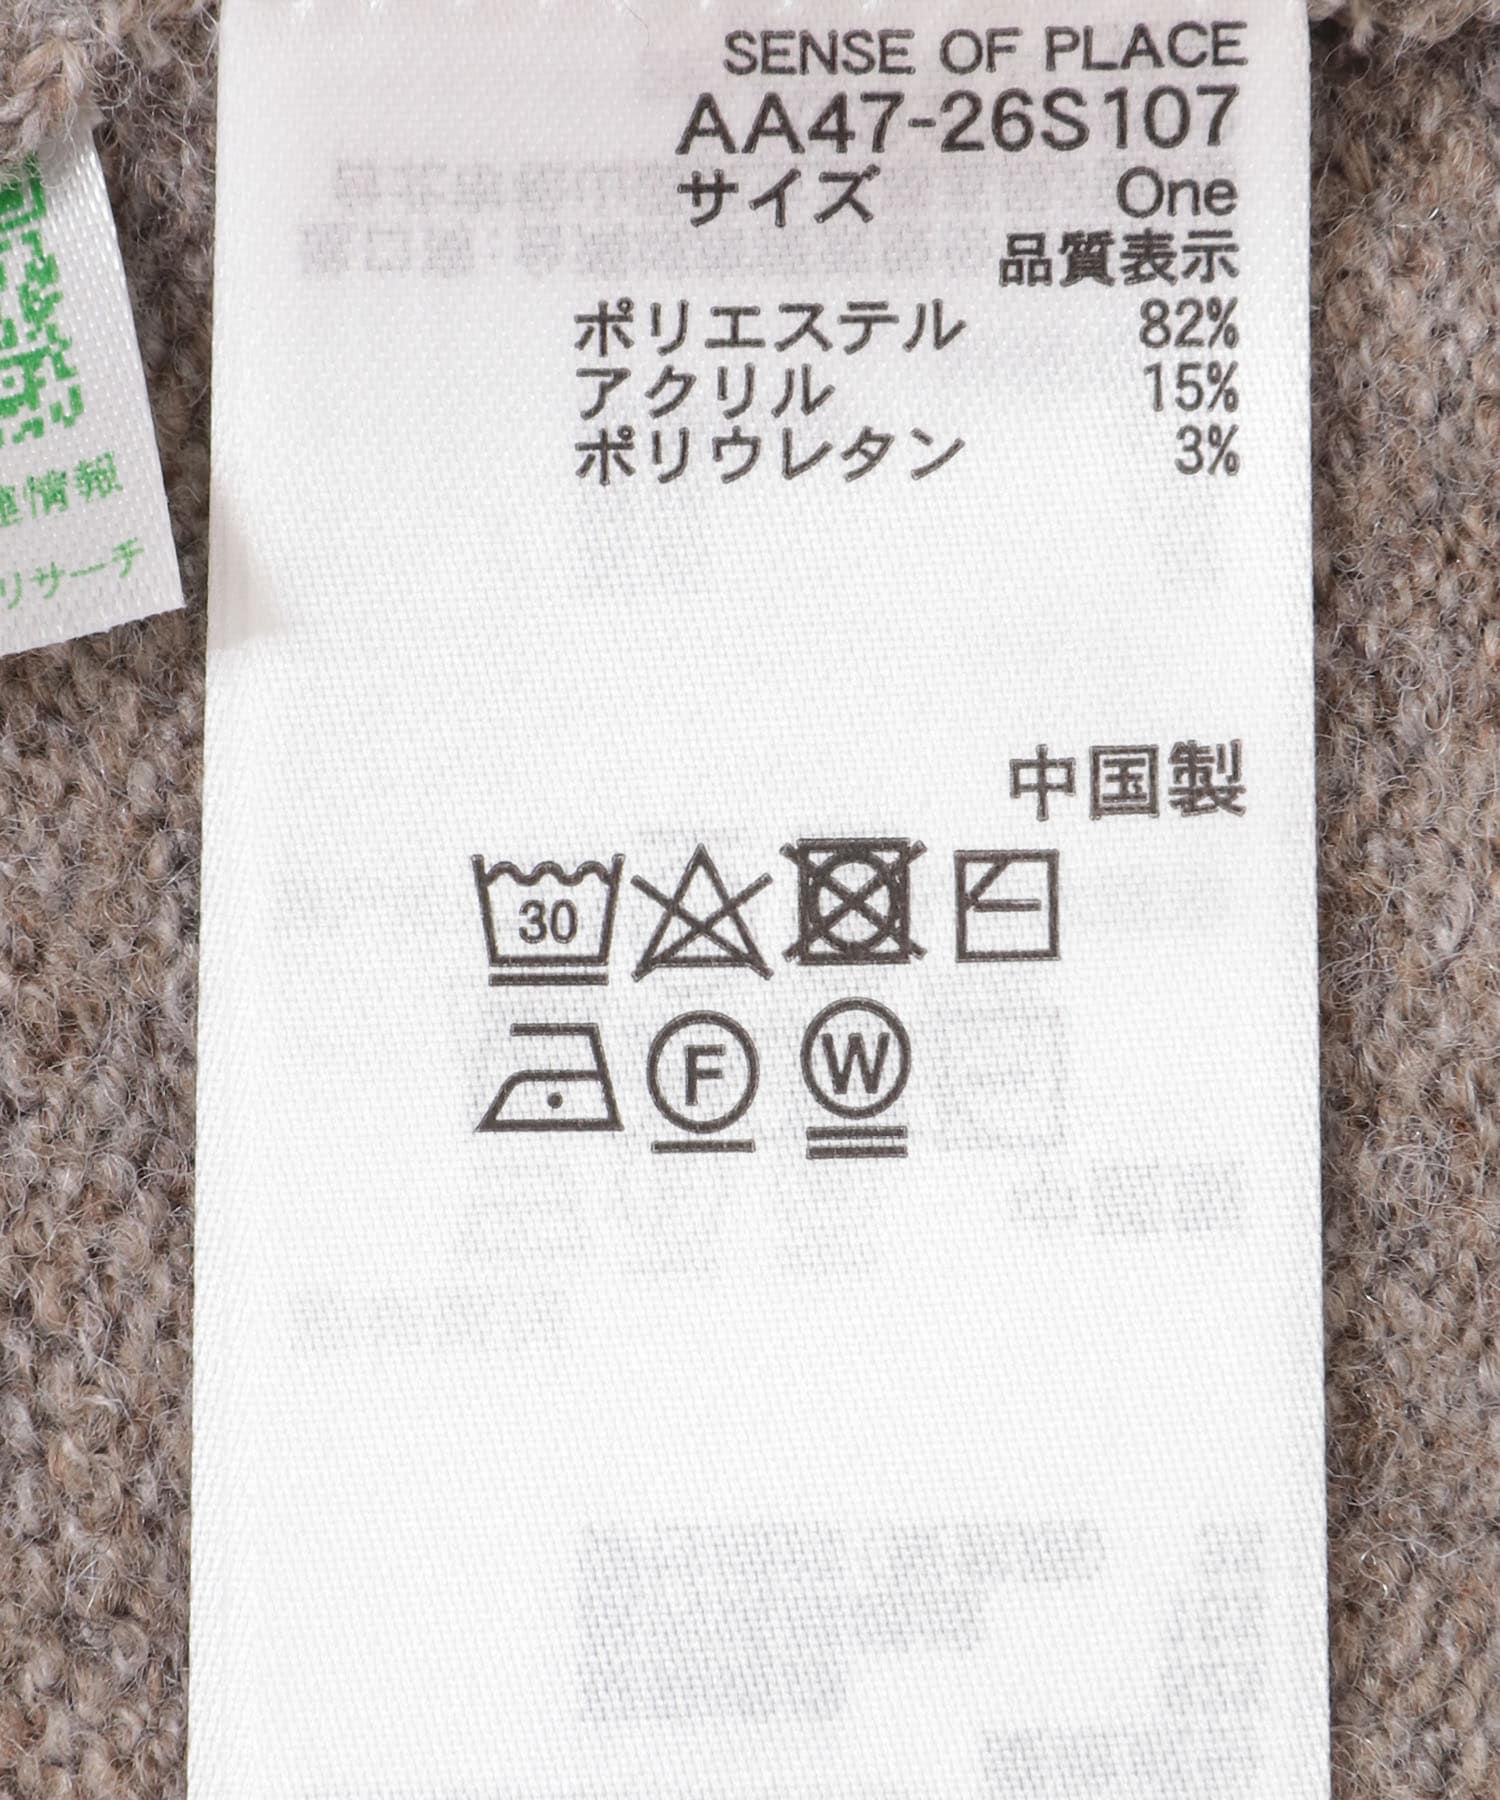 SENSE OF PLACE
AA47-26S107
サイズ One
品質表示
ポリエステル 82%
アクリル 15%
ポリウレタン 3%
中国製
30
F W
情報
リサーチ